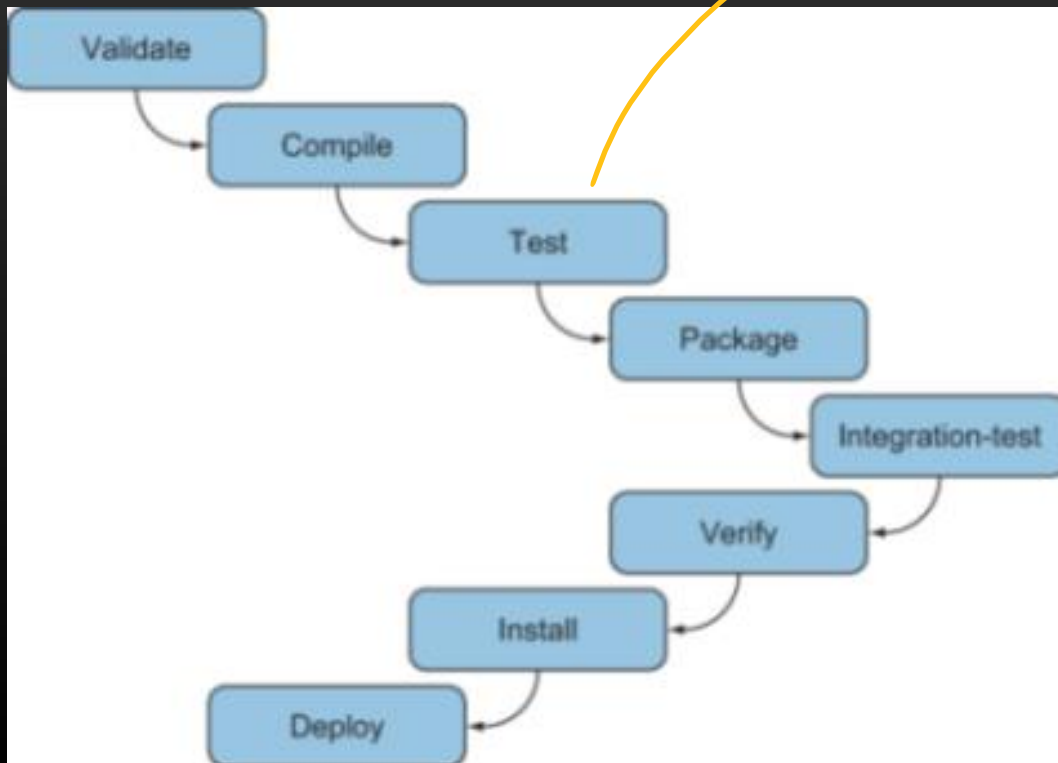 Validate
Compile
Test
Package
Integration-test
Verify
Install
Deploy